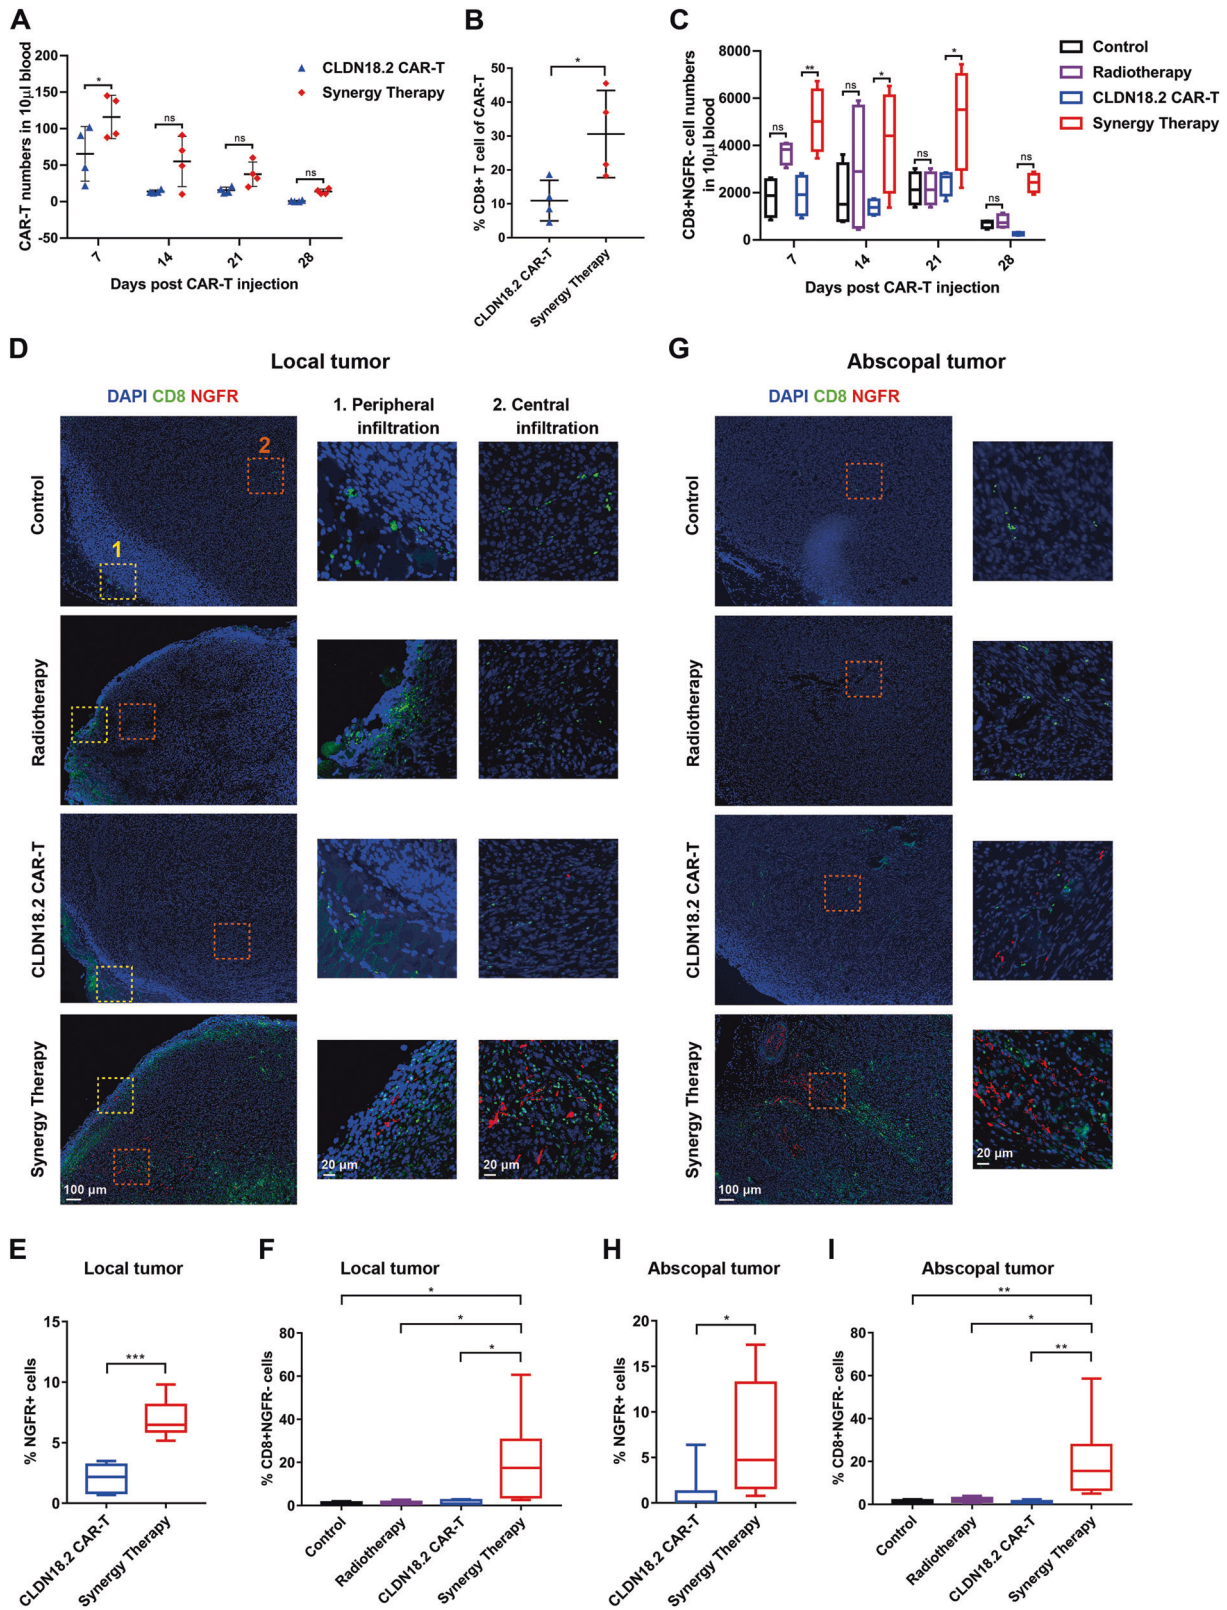 A
CAR-T numbers in 10μl blood
200
150
100
50
0
-50
*
ns
ns
ns
7
14
21
28
Days post CAR-T injection
CLDN18.2 CAR-T
Synergy Therapy
B
% CD8+ T cell of CAR-T
50
40
30
20
10
0
*
CLDN18.2 CAR-T
Synergy Therapy
C
CD8+NGFR- cell numbers
in 10μl blood
8000
6000
4000
2000
0
ns
**
ns
*
ns
*
ns
ns
7
14
21
28
Days post CAR-T injection
Control
Radiotherapy
CLDN18.2 CAR-T
Synergy Therapy
D
Local tumor
DAPI CD8 NGFR
1. Peripheral
infiltration
2. Central
infiltration
Control
1
2
Radiotherapy
CLDN18.2 CAR-T
Synergy Therapy
100 μm
20 μm
20 μm
G
Abscopal tumor
DAPI CD8 NGFR
Control
Radiotherapy
CLDN18.2 CAR-T
Synergy Therapy
100 μm
20 μm
E
Local tumor
% NGFR+ cells
15
10
5
0
***
CLDN18.2 CAR-T
Synergy Therapy
F
Local tumor
% CD8+NGFR- cells
80
60
40
20
0
*
*
*
Control
Radiotherapy
CLDN18.2 CAR-T
Synergy Therapy
H
Abscopal tumor
% NGFR+ cells
20
15
10
5
0
*
CLDN18.2 CAR-T
Synergy Therapy
I
Abscopal tumor
% CD8+NGFR- cells
80
60
40
20
0
**
*
**
Control
Radiotherapy
CLDN18.2 CAR-T
Synergy Therapy